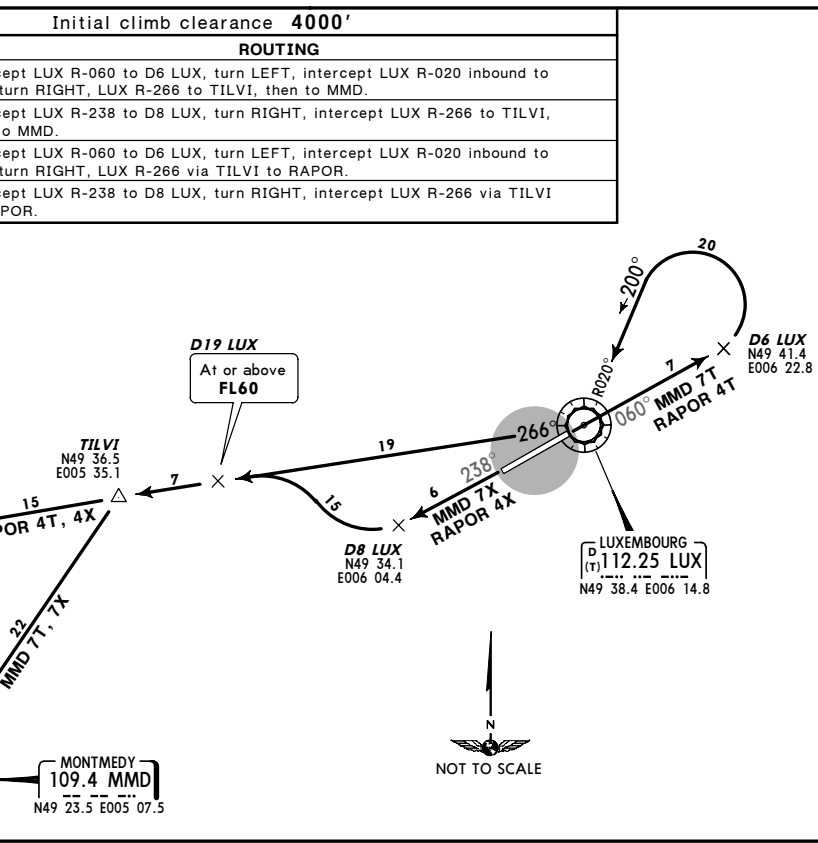 Initial climb clearance 4000'
ROUTING
cept LUX R-060 to D6 LUX, turn LEFT, intercept LUX R-020 inbound to
turn RIGHT, LUX R-266 to TILVI, then to MMD.
cept LUX R-238 to D8 LUX, turn RIGHT, intercept LUX R-266 to TILVI,
o MMD.
cept LUX R-060 to D6 LUX, turn LEFT, intercept LUX R-020 inbound to
turn RIGHT, LUX R-266 via TILVI to RAPOR.
cept LUX R-238 to D8 LUX, turn RIGHT, intercept LUX R-266 via TILVI
POR.
20
200°
D6 LUX
N49 41.4
E006 22.8
7
R020°
060°
MMD 7T
RAPOR 4T
D19 LUX
At or above
FL60
266°
19
238°
TILVI
N49 36.5
E005 35.1
7
6
MMD 7X
RAPOR 4X
15
15
POR 4T, 4X
D8 LUX
N49 34.1
E006 04.4
LUXEMBOURG
D
(T) 112.25 LUX
N49 38.4 E006 14.8
22
MMD 7T, 7X
N
NOT TO SCALE
MONTMEDY
109.4 MMD
N49 23.5 E005 07.5